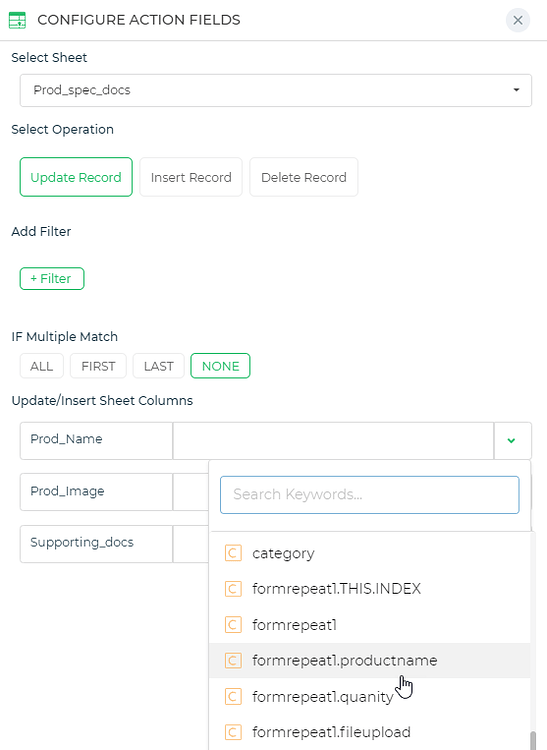 CONFIGURE ACTION FIELDS
Select Sheet
Prod_spec_docs
Select Operation
Update Record Insert Record Delete Record
Add Filter
+ Filter
IF Multiple Match
ALL FIRST LAST NONE
Update/Insert Sheet Columns
Prod_Name
Search Keywords...
Prod_Image
Supporting_docs
C category
C formrepeat1.THIS.INDEX
C formrepeat1
C formrepeat1.productname
C formrepeat1.quanity
C formrepeat1.fileupload